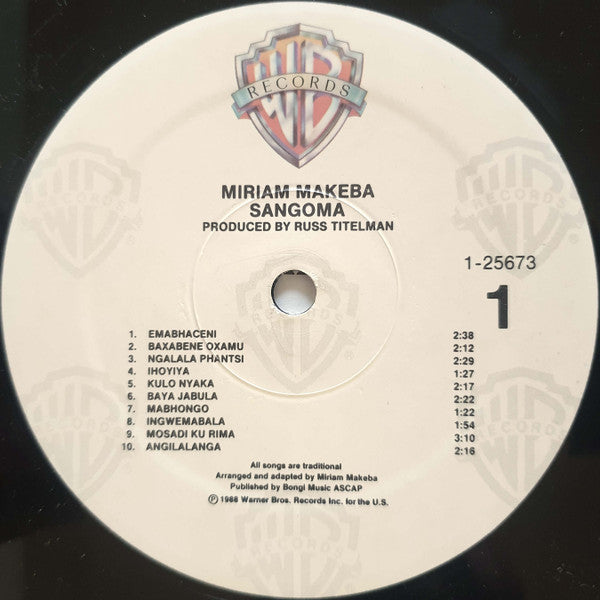 WB
RECORDS
MIRIAM MAKEBA
SANGOMA
PRODUCED BY RUSS TITELMAN
1-25673
1
1. EMABHACENI 2:38
2. BAXABENE OXAMU 2:12
3. NGALALA PHANTSI 2:29
4. IHOYIYA 1:27
5. KULO NYAKA 2:17
6. BAYA JABULA 2:22
7. MABHONGO 1:22
8. INGWEMABALA 1:54
9. MOSADI KU RIMA 3:10
10. ANGILALANGA 2:16
All songs are traditional
Arranged and adapted by Miriam Makeba
Published by Bongi Music ASCAP
℗ 1988 Warner Bros. Records Inc. for the U.S.